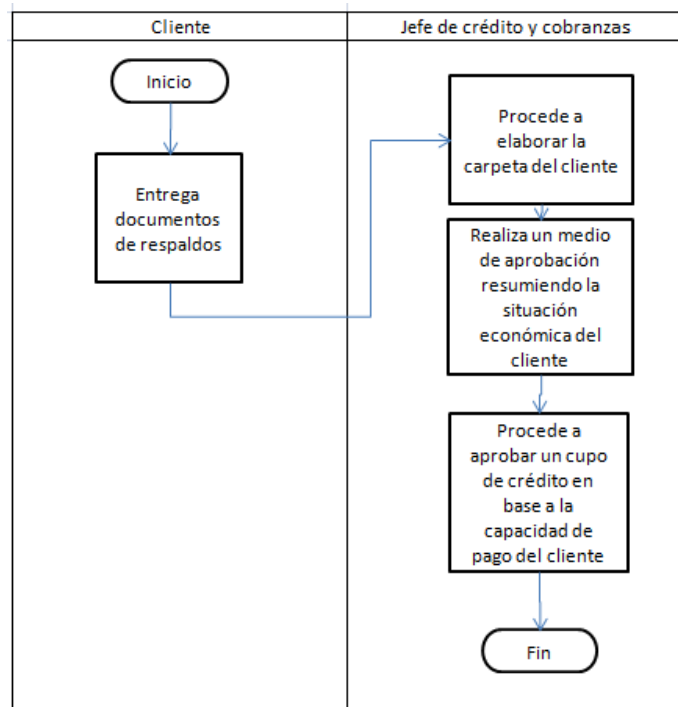 Cliente
Jefe de crédito y cobranzas
Inicio
Entrega
documentos
de respaldos
Procede a
elaborar la
carpeta del cliente
Realiza un medio
de aprobación
resumiendo la
situación
económica del
cliente
Procede a
aprobar un cupo
de crédito en
base a la
capacidad de
pago del cliente
Fin